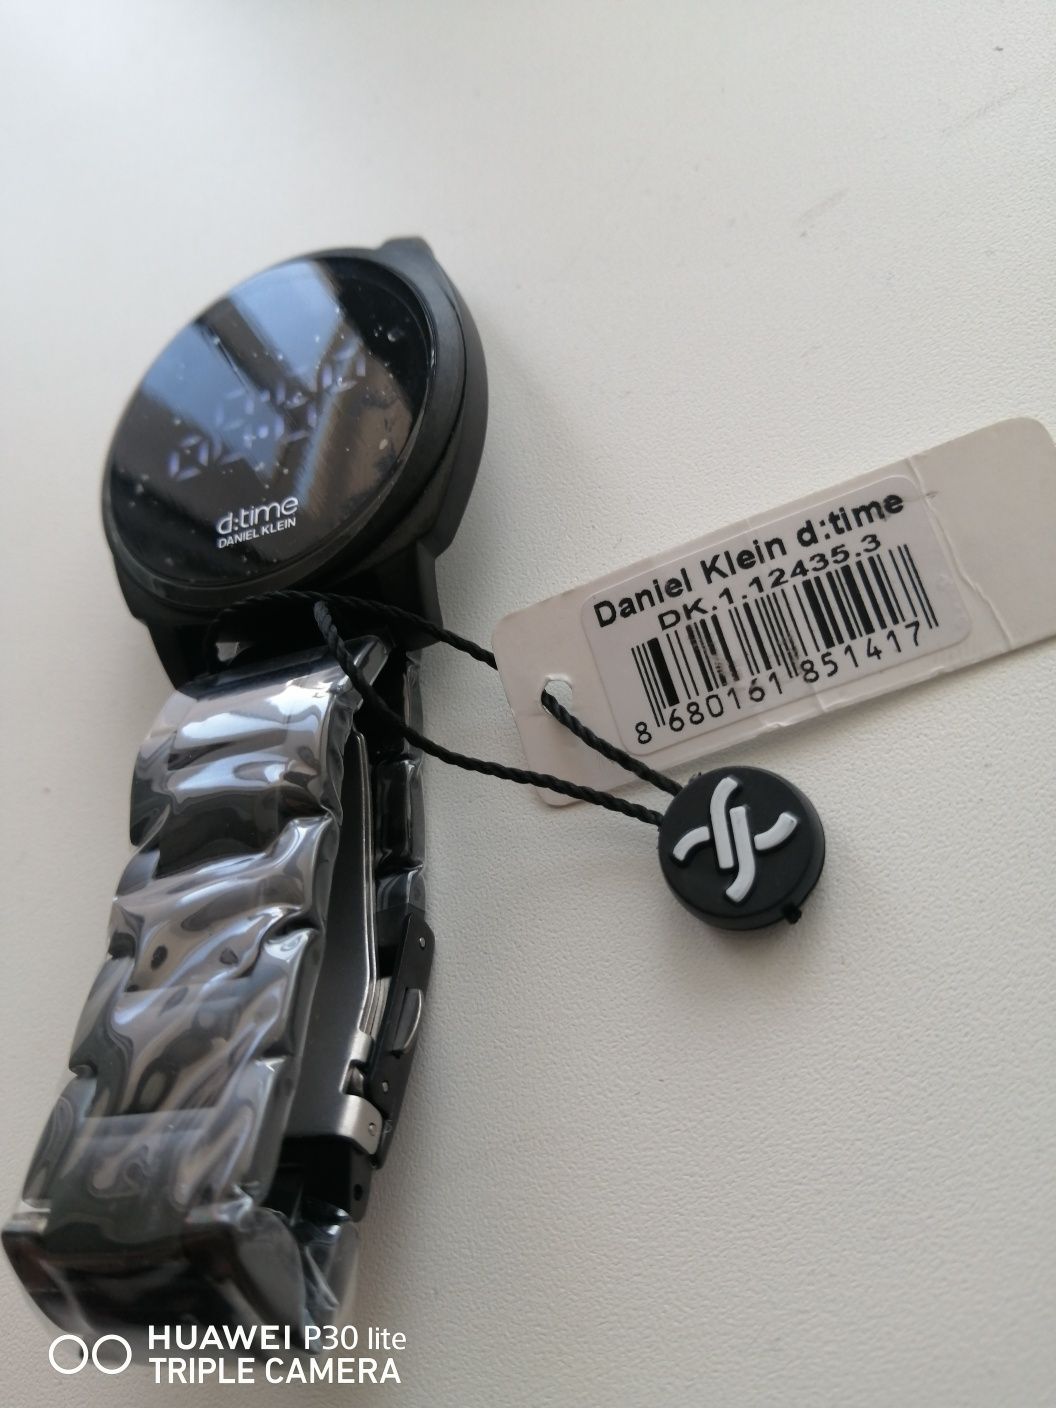 d:time
DANIEL KLEIN
Daniel Klein d:time
DK.1.12435.3
8 680161 851417
HUAWEI P30 lite
TRIPLE CAMERA